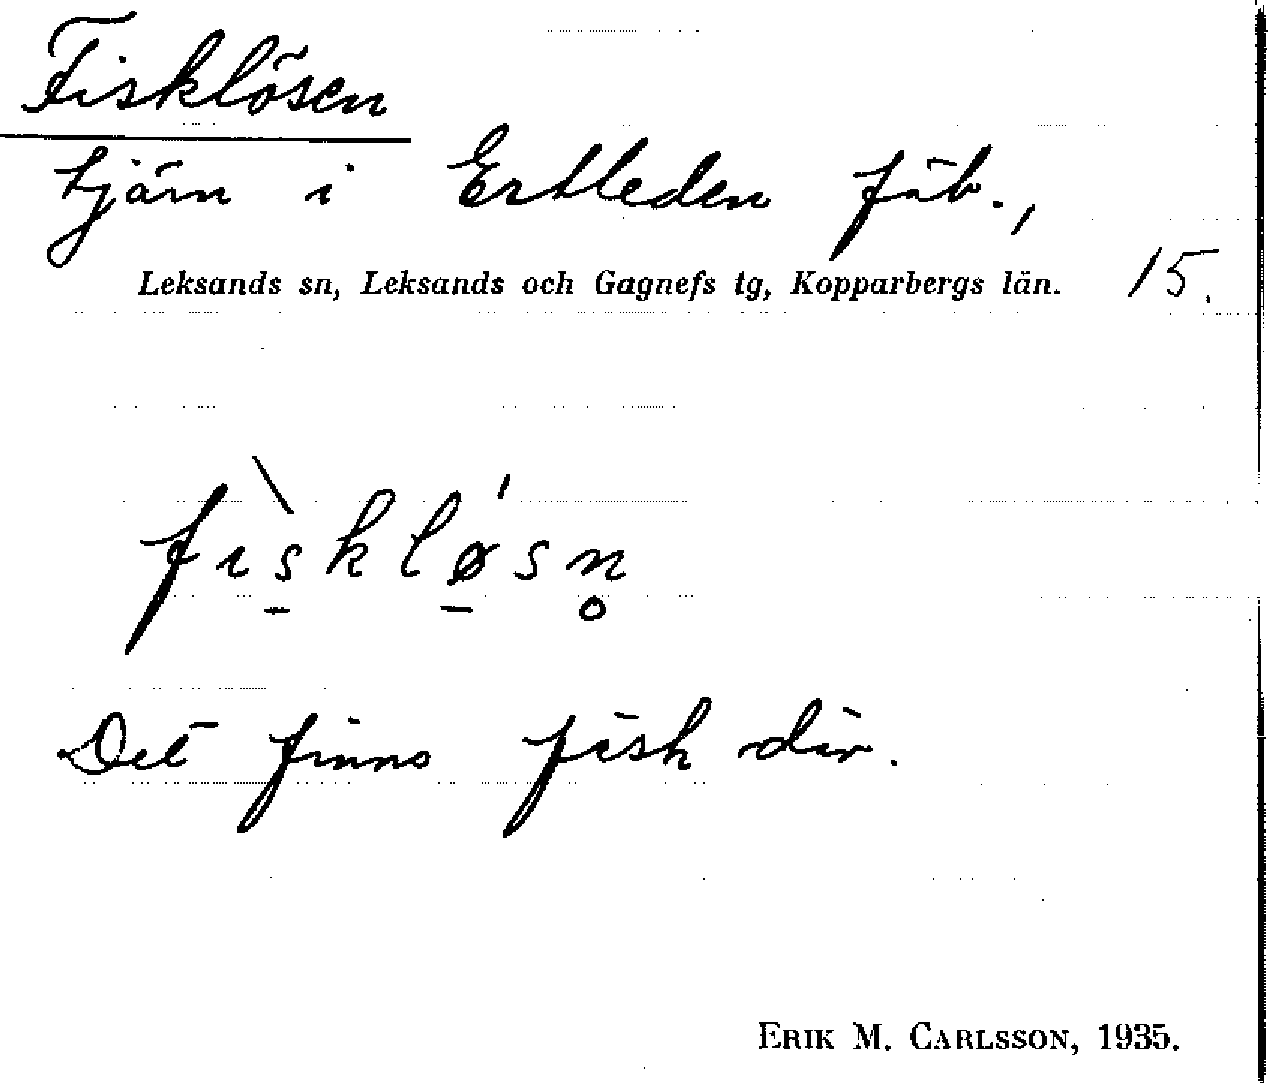 Fisklösen
tjärn i Ertleden fäb.,
Leksands sn, Leksands och Gagnefs tg, Kopparbergs län. 15.
fìskløśn̥
Det finns fisk där.
ERIK M. CARLSSON, 1935.